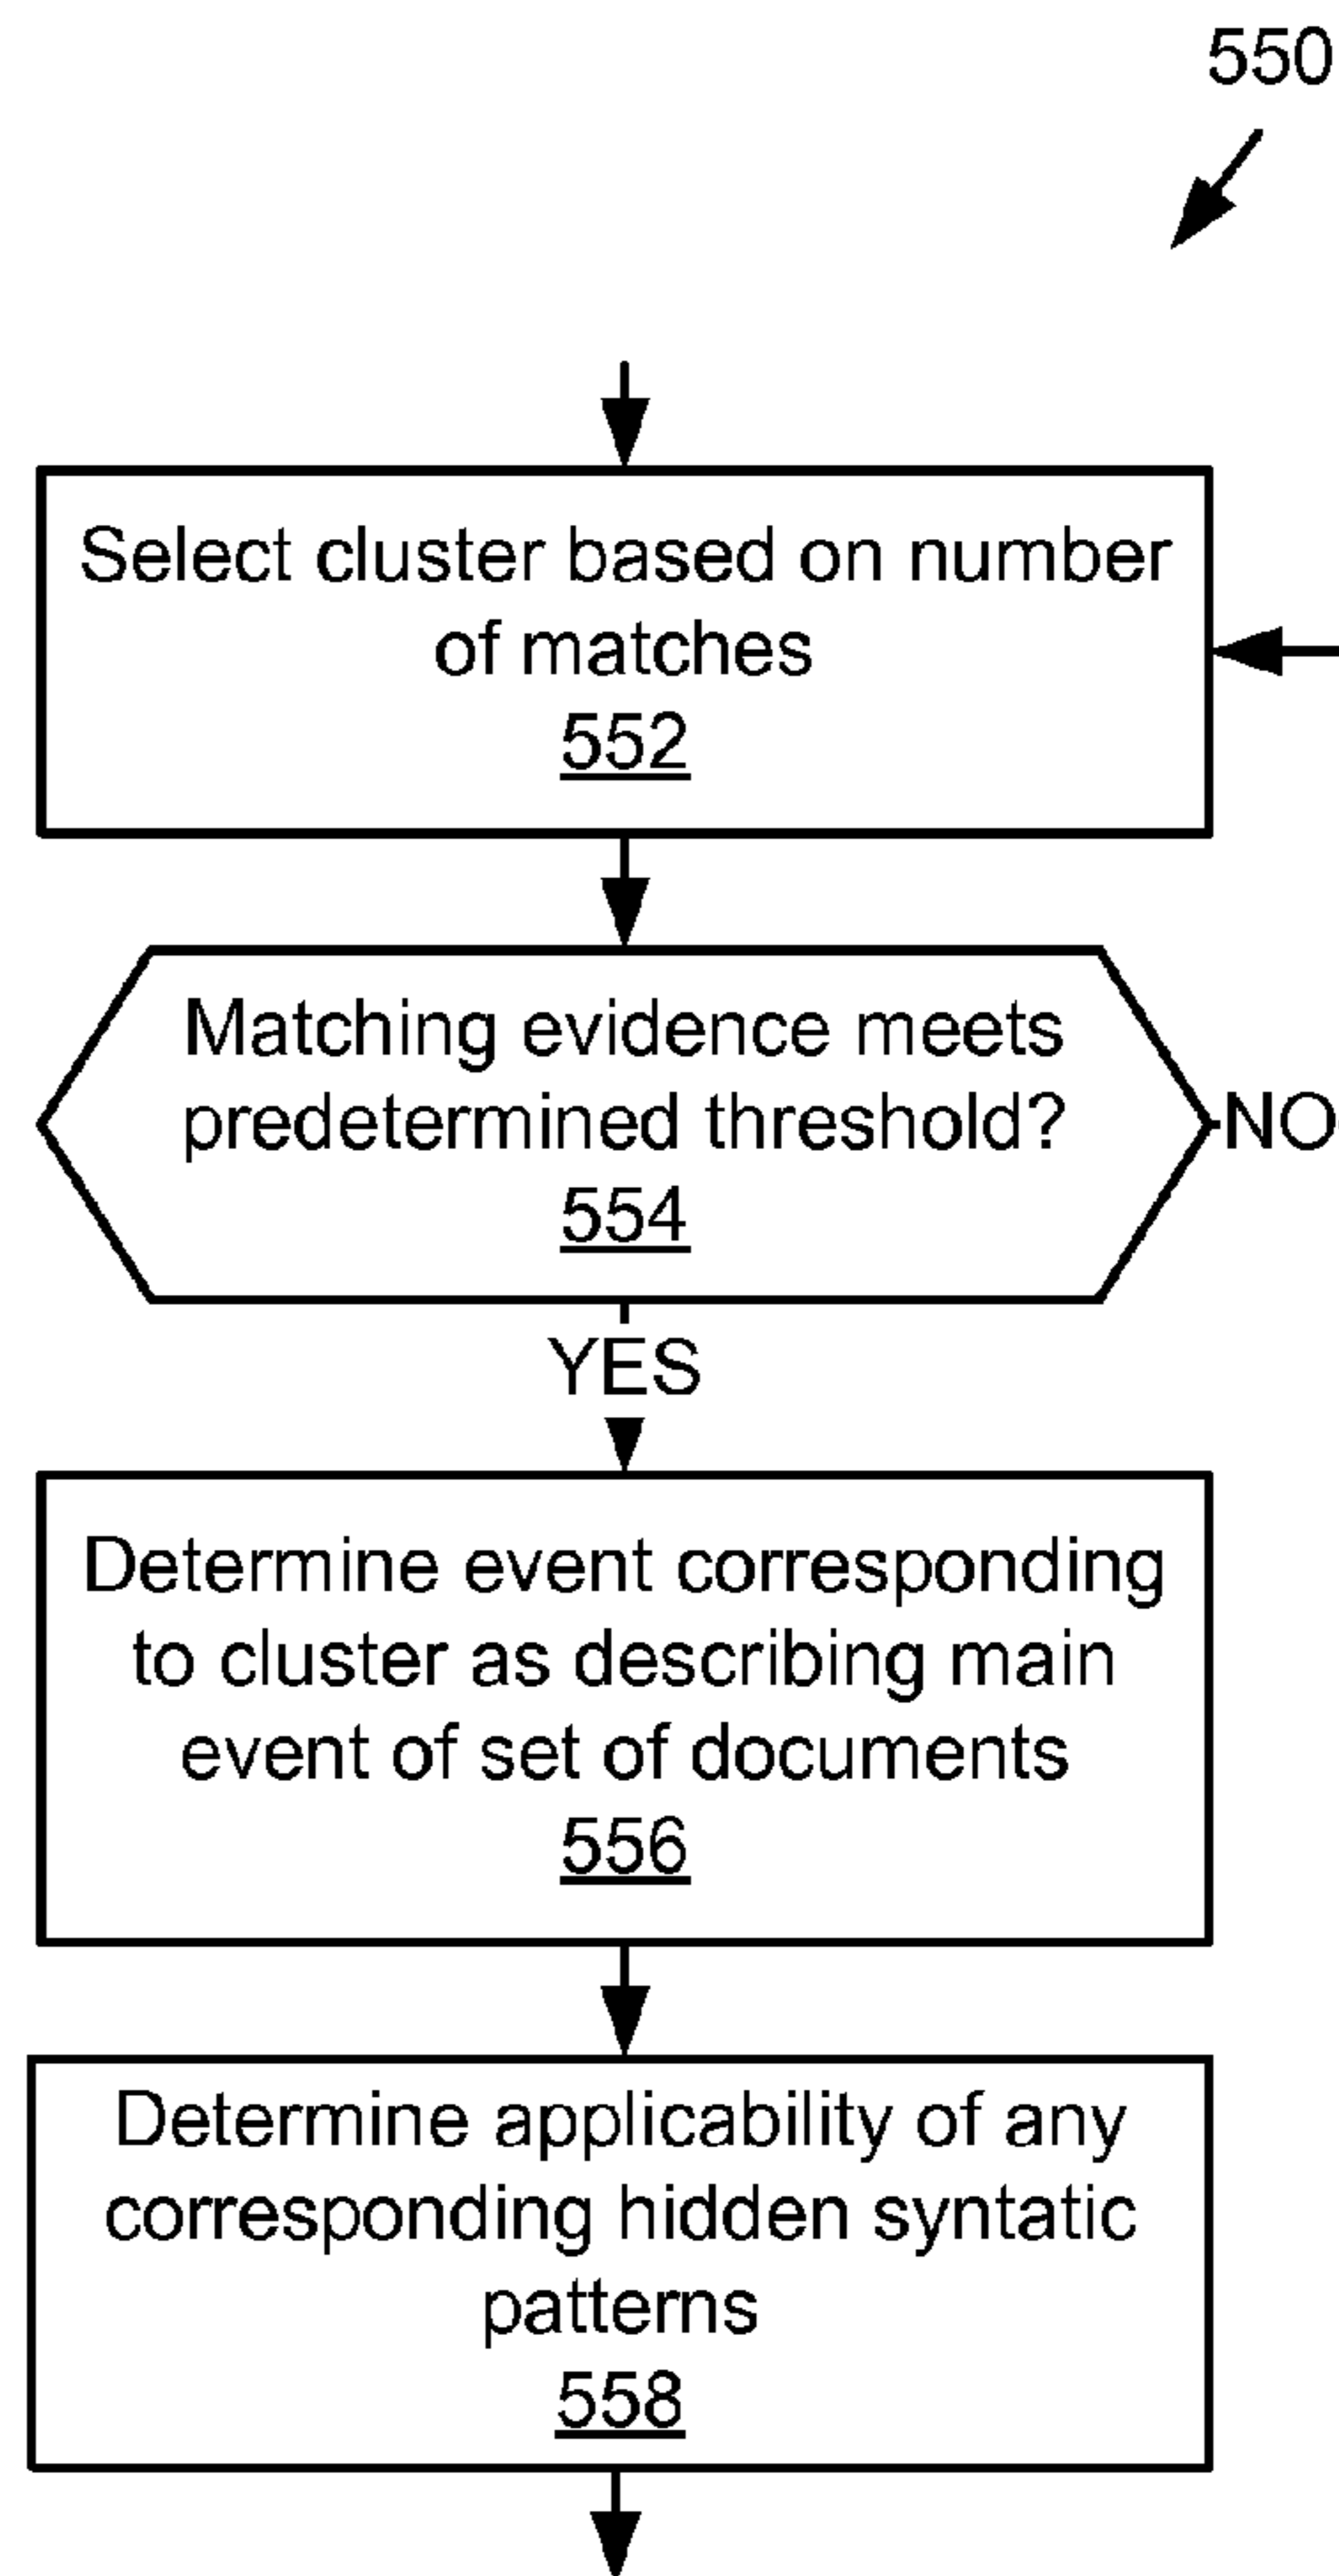 550
Select cluster based on number
of matches
552
Matching evidence meets
predetermined threshold?
554
NO
YES
Determine event corresponding
to cluster as describing main
event of set of documents
556
Determine applicability of any
corresponding hidden syntatic
patterns
558